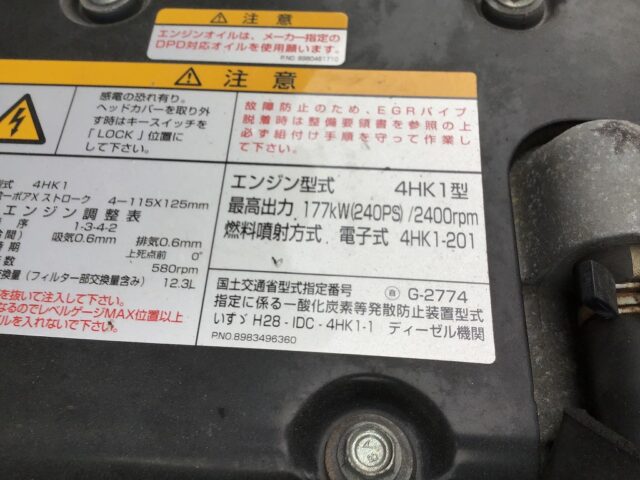 注意
エンジンオイルは、メーカー指定の
DPD対応オイルを使用願います。
P.NO. 8980461710
注意
感電の恐れ有り。
ヘッドカバーを取り外
す時はキースイッチを
「LOCK」位置に
して下さい。
故障防止のため、EGRパイプ
脱着時は整備要領書を参照の上
必ず組付け手順を守って作業し
て下さい。
型式 4HK1
ーボアXストローク 4-115X125mm
エンジン調整表
順序 1-3-4-2
間) 吸気0.6mm 排気0.6mm
時期 上死点前 0°
数 580rpm
換量(フィルター部交換量含み) 12.3L
を抜いて注入して下さい。
なるのでレベルゲージMAX位置以上
ルを入れないで下さい。
エンジン型式 4HK1型
最高出力 177kW(240PS)/2400rpm
燃料噴射方式 電子式 4HK1-201
国土交通省型式指定番号 自 G-2774
指定に係る一酸化炭素等発散防止装置型式
いすゞ H28-IDC-4HK1-1 ディーゼル機関
P.NO.8983496360